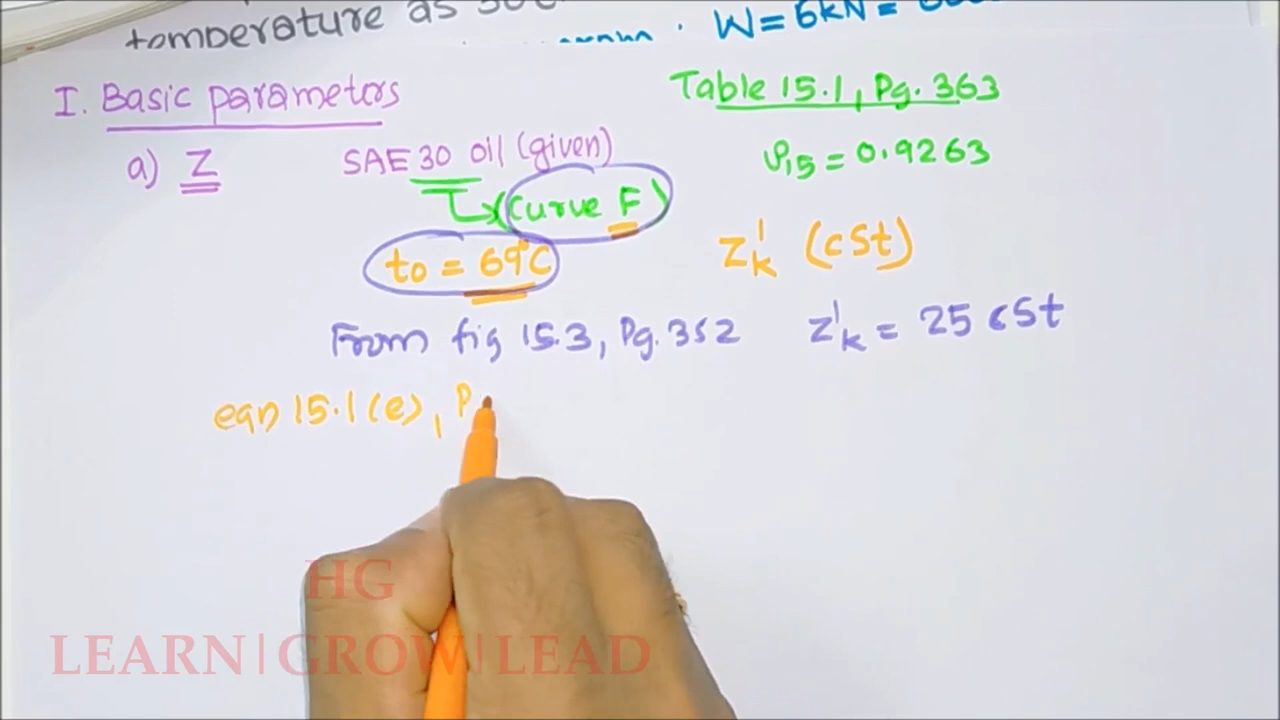 temperature as
W = 6kN =
I. Basic parameters
Table 15.1, Pg. 363
a) Z
SAE 30 oil (given)
ρ15 = 0.9263
(Curve F)
to = 69°C
Z'k (cSt)
From fig 15.3, Pg. 352
Z'k = 25 cSt
eqn 15.1(e), P
HG
LEARN|GROW|LEAD